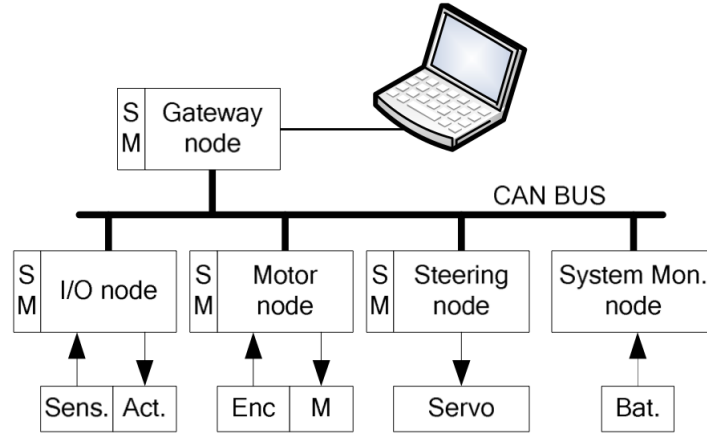 S
M
Gateway
node
CAN BUS
S
M
I/O node
S
M
Motor
node
S
M
Steering
node
System Mon.
node
Sens.
Act.
Enc
M
Servo
Bat.